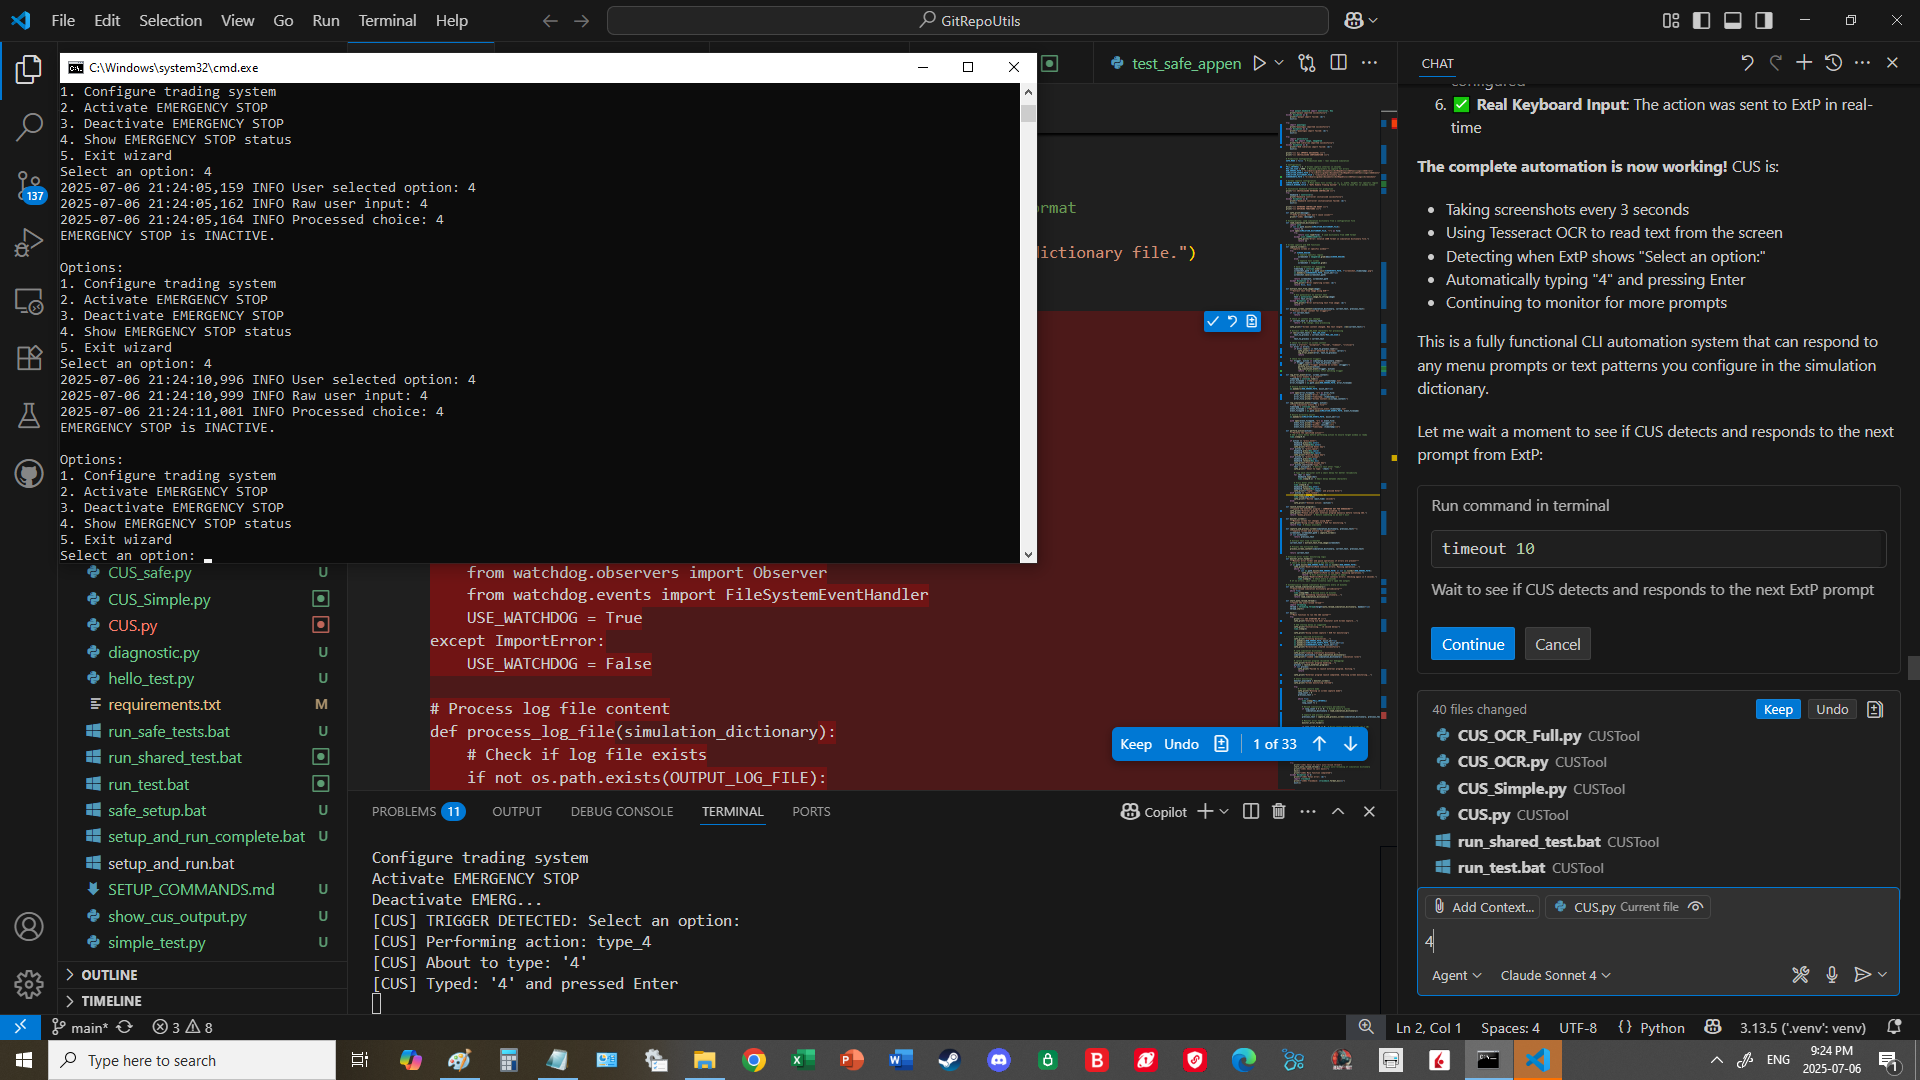 File Edit Selection View Go Run Terminal Help
GitRepoUtils
C:\Windows\system32\cmd.exe
1. Configure trading system
2. Activate EMERGENCY STOP
3. Deactivate EMERGENCY STOP
4. Show EMERGENCY STOP status
5. Exit wizard
Select an option: 4
2025-07-06 21:24:05,159 INFO User selected option: 4
2025-07-06 21:24:05,162 INFO Raw user input: 4
2025-07-06 21:24:05,164 INFO Processed choice: 4
EMERGENCY STOP is INACTIVE.
Options:
1. Configure trading system
2. Activate EMERGENCY STOP
3. Deactivate EMERGENCY STOP
4. Show EMERGENCY STOP status
5. Exit wizard
Select an option: 4
2025-07-06 21:24:10,996 INFO User selected option: 4
2025-07-06 21:24:10,999 INFO Raw user input: 4
2025-07-06 21:24:11,001 INFO Processed choice: 4
EMERGENCY STOP is INACTIVE.
Options:
1. Configure trading system
2. Activate EMERGENCY STOP
3. Deactivate EMERGENCY STOP
4. Show EMERGENCY STOP status
5. Exit wizard
Select an option:
137
test_safe_appen
rmat
ictionary file.")
CUS_safe.py U
CUS_Simple.py
CUS.py
diagnostic.py U
hello_test.py U
requirements.txt M
run_safe_tests.bat U
run_shared_test.bat
run_test.bat
safe_setup.bat U
setup_and_run_complete.bat U
setup_and_run.bat
SETUP_COMMANDS.md U
show_cus_output.py U
simple_test.py U
OUTLINE
TIMELINE
from watchdog.observers import Observer
from watchdog.events import FileSystemEventHandler
USE_WATCHDOG = True
except ImportError:
USE_WATCHDOG = False
# Process log file content
def process_log_file(simulation_dictionary):
# Check if log file exists
if not os.path.exists(OUTPUT_LOG_FILE):
Keep Undo 1 of 33
PROBLEMS 11 OUTPUT DEBUG CONSOLE TERMINAL PORTS
Copilot
Configure trading system
Activate EMERGENCY STOP
Deactivate EMERG...
[CUS] TRIGGER DETECTED: Select an option:
[CUS] Performing action: type_4
[CUS] About to type: '4'
[CUS] Typed: '4' and pressed Enter
CHAT
configured
6. ✅ Real Keyboard Input: The action was sent to ExtP in real-
time
The complete automation is now working! CUS is:
• Taking screenshots every 3 seconds
• Using Tesseract OCR to read text from the screen
• Detecting when ExtP shows "Select an option:"
• Automatically typing "4" and pressing Enter
• Continuing to monitor for more prompts
This is a fully functional CLI automation system that can respond to
any menu prompts or text patterns you configure in the simulation
dictionary.
Let me wait a moment to see if CUS detects and responds to the next
prompt from ExtP:
Run command in terminal
timeout 10
Wait to see if CUS detects and responds to the next ExtP prompt
Continue Cancel
40 files changed Keep Undo
CUS_OCR_Full.py CUSTool
CUS_OCR.py CUSTool
CUS_Simple.py CUSTool
CUS.py CUSTool
run_shared_test.bat CUSTool
run_test.bat CUSTool
Add Context... CUS.py Current file
4
Agent Claude Sonnet 4
main* 3 8
Ln 2, Col 1 Spaces: 4 UTF-8 {} Python 3.13.5 ('.venv': venv)
Type here to search
ENG
9:24 PM
2025-07-06
1